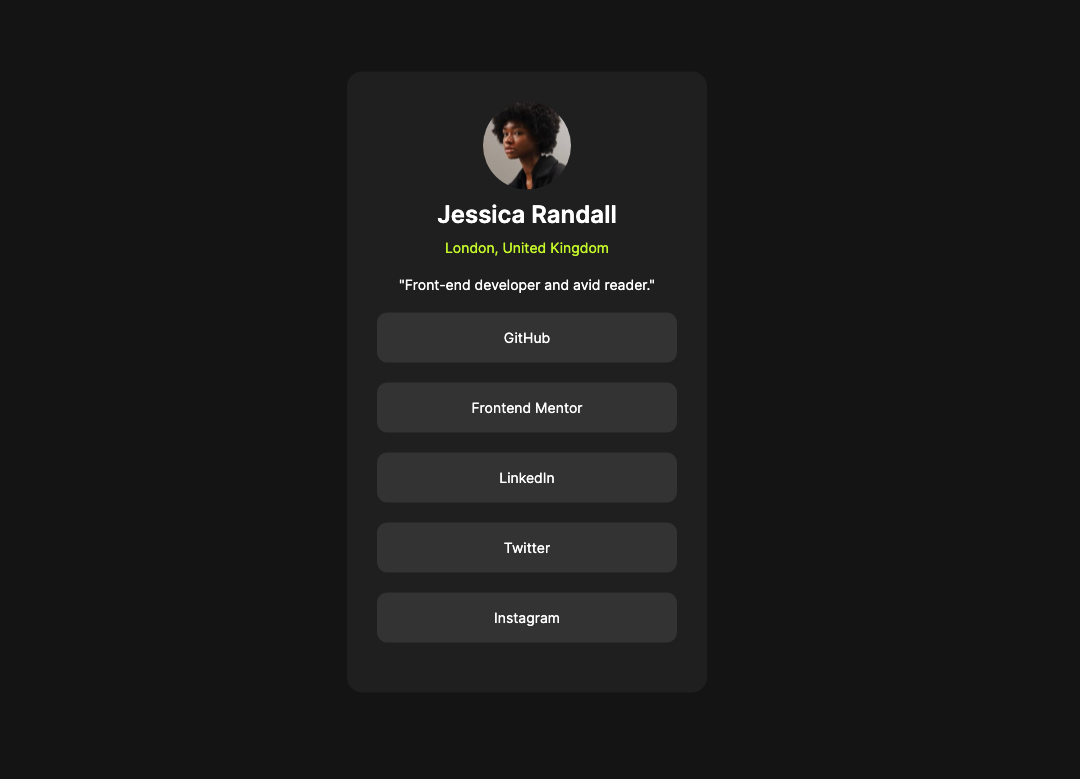 Jessica Randall
London, United Kingdom
"Front-end developer and avid reader."
GitHub
Frontend Mentor
LinkedIn
Twitter
Instagram